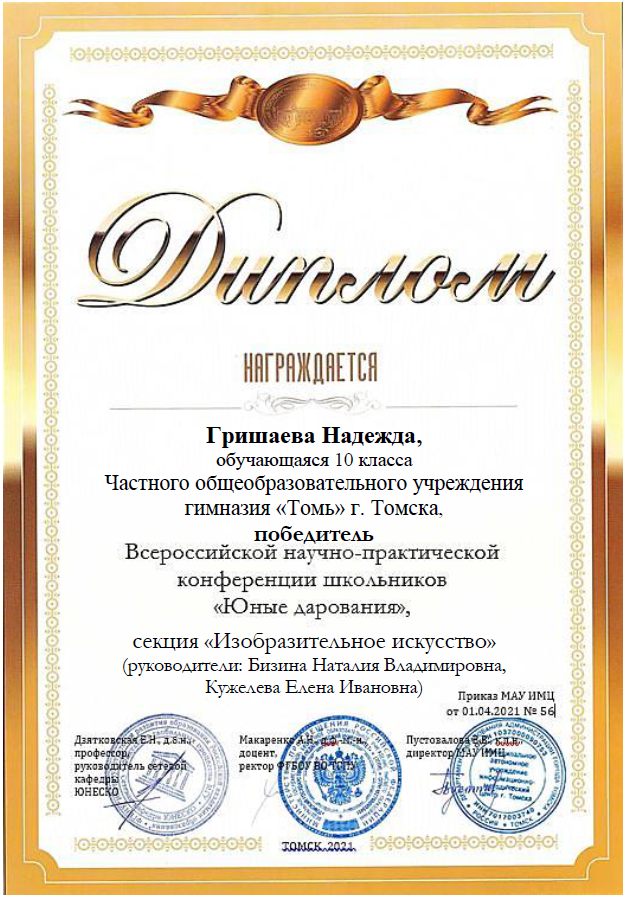 Диплом
НАГРАЖДАЕТСЯ
Гришаева Надежда,
обучающаяся 10 класса
Частного общеобразовательного учреждения
гимназия «Томь» г. Томска,
победитель
Всероссийской научно-практической
конференции школьников
«Юные дарования»,
секция «Изобразительное искусство»
(руководители: Бизина Наталия Владимировна,
Кужелева Елена Ивановна)
Приказ МАУ ИМЦ
от 01.04.2021 № 56
Дзятковская Е.Н., д.б.н.,
профессор,
руководитель сетевой
кафедры
ЮНЕСКО
Макаренко А.Н., д.ф.-м.н.,
доцент,
ректор ФГБОУ ВО ТГПУ
Пустовалова В.В., к.п.н.,
директор МАУ ИМЦ
ТОМСК 2021